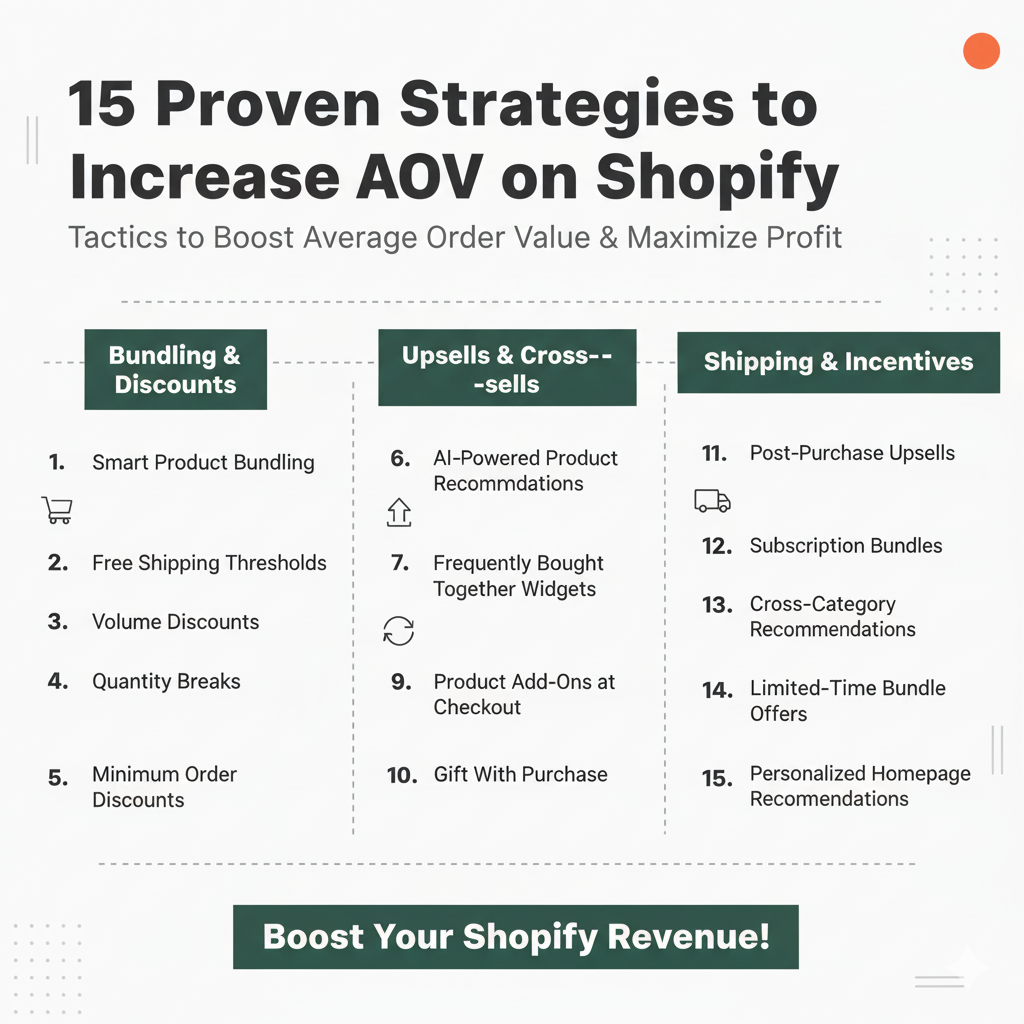 15 Proven Strategies to
Increase AOV on Shopify
Tactics to Boost Average Order Value & Maximize Profit
Bundling &
Discounts
1. Smart Product Bundling
2. Free Shipping Thresholds
3. Volume Discounts
4. Quantity Breaks
5. Minimum Order
Discounts
Upsells & Cross--
-sells
6. AI-Powered Product
Recommdations
7. Frequently Bought
Together Widgets
9. Product Add-Ons at
Checkout
10. Gift With Purchase
Shipping & Incentives
11. Post-Purchase Upsells
12. Subscription Bundles
13. Cross-Category
Recommendations
14. Limited-Time Bundle
Offers
15. Personalized Homepage
Recomendations
Boost Your Shopify Revenue!